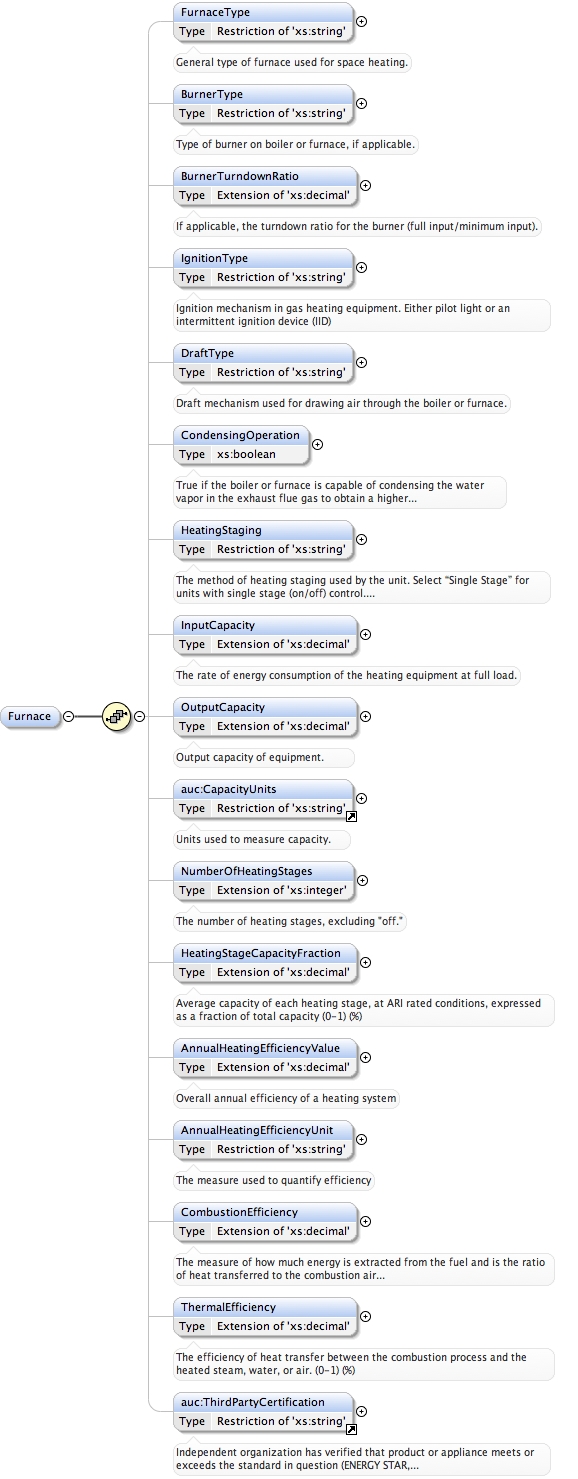 FurnaceType
Type Restriction of 'xs:string'
General type of furnace used for space heating.
BurnerType
Type Restriction of 'xs:string'
Type of burner on boiler or furnace, if applicable.
BurnerTurndownRatio
Type Extension of 'xs:decimal'
If applicable, the turndown ratio for the burner (full input/minimum input).
IgnitionType
Type Restriction of 'xs:string'
Ignition mechanism in gas heating equipment. Either pilot light or an
intermittent ignition device (IID)
DraftType
Type Restriction of 'xs:string'
Draft mechanism used for drawing air through the boiler or furnace.
CondensingOperation
Type xs:boolean
True if the boiler or furnace is capable of condensing the water
vapor in the exhaust flue gas to obtain a higher...
HeatingStaging
Type Restriction of 'xs:string'
The method of heating staging used by the unit. Select “Single Stage” for
units with single stage (on/off) control....
InputCapacity
Type Extension of 'xs:decimal'
The rate of energy consumption of the heating equipment at full load.
Furnace
OutputCapacity
Type Extension of 'xs:decimal'
Output capacity of equipment.
auc:CapacityUnits
Type Restriction of 'xs:string'
Units used to measure capacity.
NumberOfHeatingStages
Type Extension of 'xs:integer'
The number of heating stages, excluding "off."
HeatingStageCapacityFraction
Type Extension of 'xs:decimal'
Average capacity of each heating stage, at ARI rated conditions, expressed
as a fraction of total capacity (0-1) (%)
AnnualHeatingEfficiencyValue
Type Extension of 'xs:decimal'
Overall annual efficiency of a heating system
AnnualHeatingEfficiencyUnit
Type Restriction of 'xs:string'
The measure used to quantify efficiency
CombustionEfficiency
Type Extension of 'xs:decimal'
The measure of how much energy is extracted from the fuel and is the ratio
of heat transferred to the combustion air...
ThermalEfficiency
Type Extension of 'xs:decimal'
The efficiency of heat transfer between the combustion process and the
heated steam, water, or air. (0-1) (%)
auc:ThirdPartyCertification
Type Restriction of 'xs:string'
Independent organization has verified that product or appliance meets or
exceeds the standard in question (ENERGY STAR,...